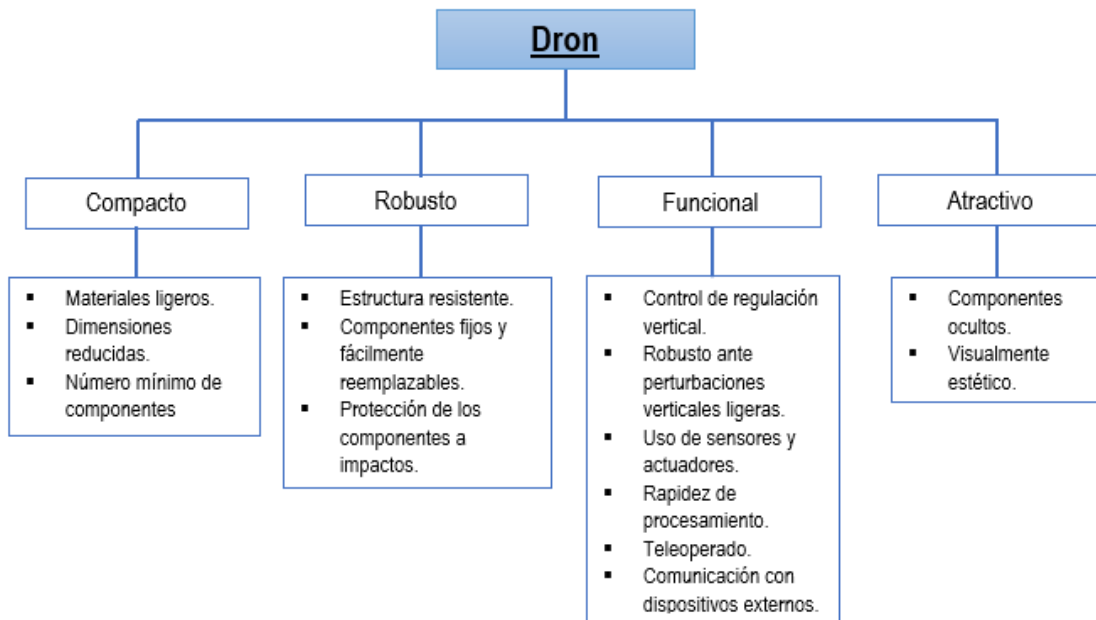 Dron
Compacto
Robusto
Funcional
Atractivo
▪ Materiales ligeros.
▪ Dimensiones
reducidas.
▪ Número mínimo de
componentes
▪ Estructura resistente.
▪ Componentes fijos y
fácilmente
reemplazables.
▪ Protección de los
componentes a
impactos.
▪ Control de regulación
vertical.
▪ Robusto ante
perturbaciones
verticales ligeras.
▪ Uso de sensores y
actuadores.
▪ Rapidez de
procesamiento.
▪ Teleoperado.
▪ Comunicación con
dispositivos externos.
▪ Componentes
ocultos.
▪ Visualmente
estético.